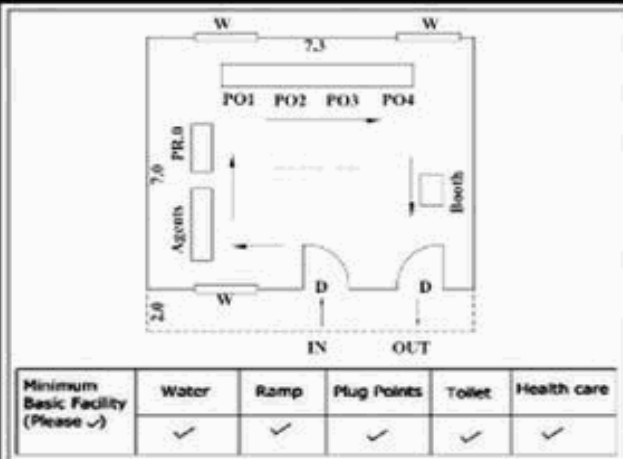 W W
7.3
PO1 PO2 PO3 PO4
PR.0
7.0
Booth
Agents
D D
W
2.0
IN OUT
Minimum Basic Facility (Please ✓) Water Ramp Plug Points Toilet Health care
✓ ✓ ✓ ✓ ✓